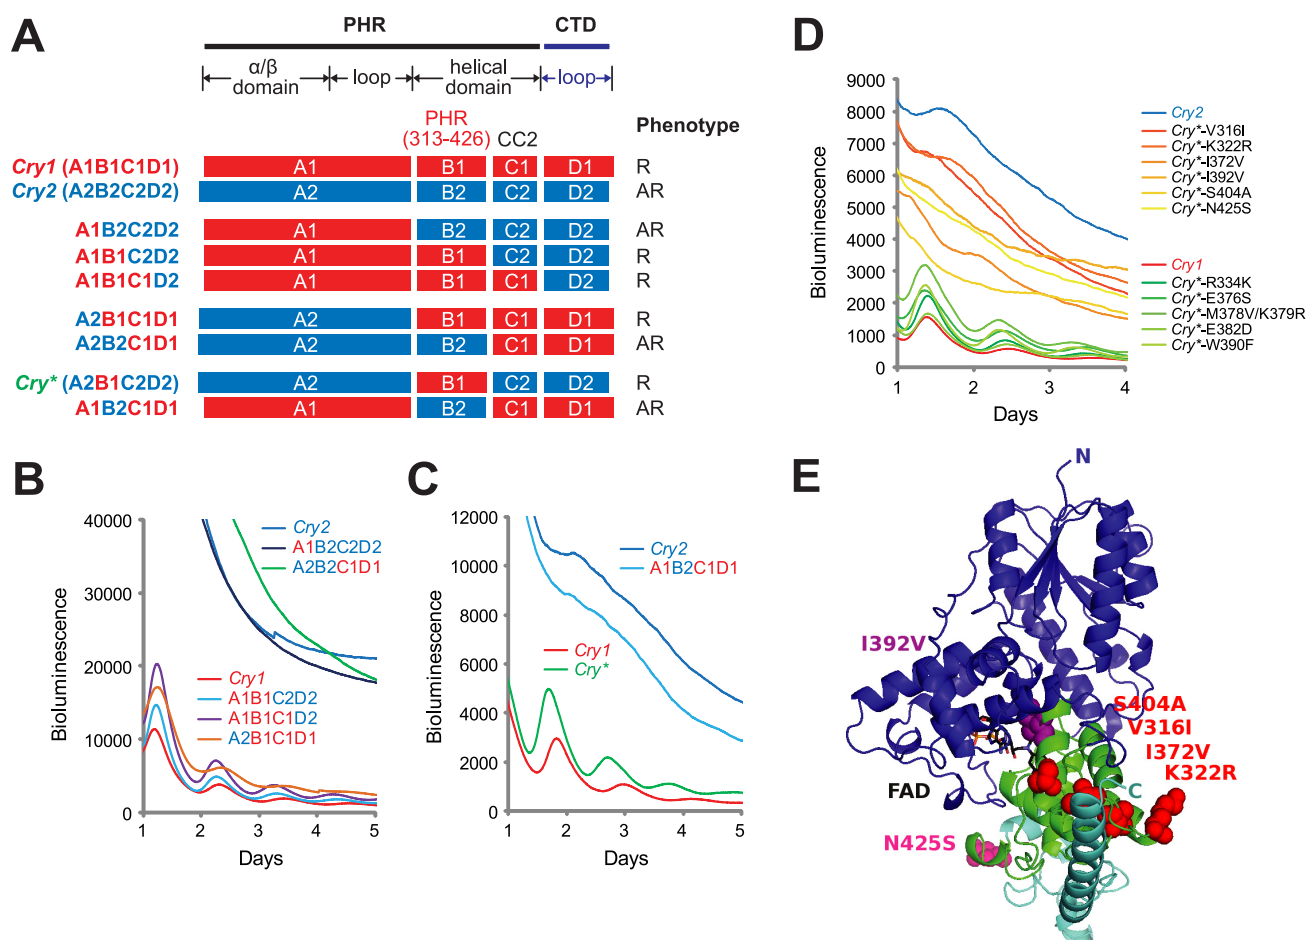 A
PHR
CTD
α/β domain
loop
helical domain
loop
PHR (313-426)
CC2
Phenotype
Cry1 (A1B1C1D1) A1 B1 C1 D1 R
Cry2 (A2B2C2D2) A2 B2 C2 D2 AR
A1B2C2D2 A1 B2 C2 D2 AR
A1B1C2D2 A1 B1 C2 D2 R
A1B1C1D2 A1 B1 C1 D2 R
A2B1C1D1 A2 B1 C1 D1 R
A2B2C1D1 A2 B2 C1 D1 AR
Cry* (A2B1C2D2) A2 B1 C2 D2 R
A1B2C1D1 A1 B2 C1 D1 AR
B
Bioluminescence
40000
30000
20000
10000
0
1 2 3 4 5
Days
Cry2
A1B2C2D2
A2B2C1D1
Cry1
A1B1C2D2
A1B1C1D2
A2B1C1D1
C
Bioluminescence
12000
10000
8000
6000
4000
2000
0
1 2 3 4 5
Days
Cry2
A1B2C1D1
Cry1
Cry*
D
Bioluminescence
9000
8000
7000
6000
5000
4000
3000
2000
1000
0
1 2 3 4
Days
Cry2
Cry*-V316I
Cry*-K322R
Cry*-I372V
Cry*-I392V
Cry*-S404A
Cry*-N425S
Cry1
Cry*-R334K
Cry*-E376S
Cry*-M378V/K379R
Cry*-E382D
Cry*-W390F
E
N
I392V
S404A
V316I
I372V
K322R
C
FAD
N425S